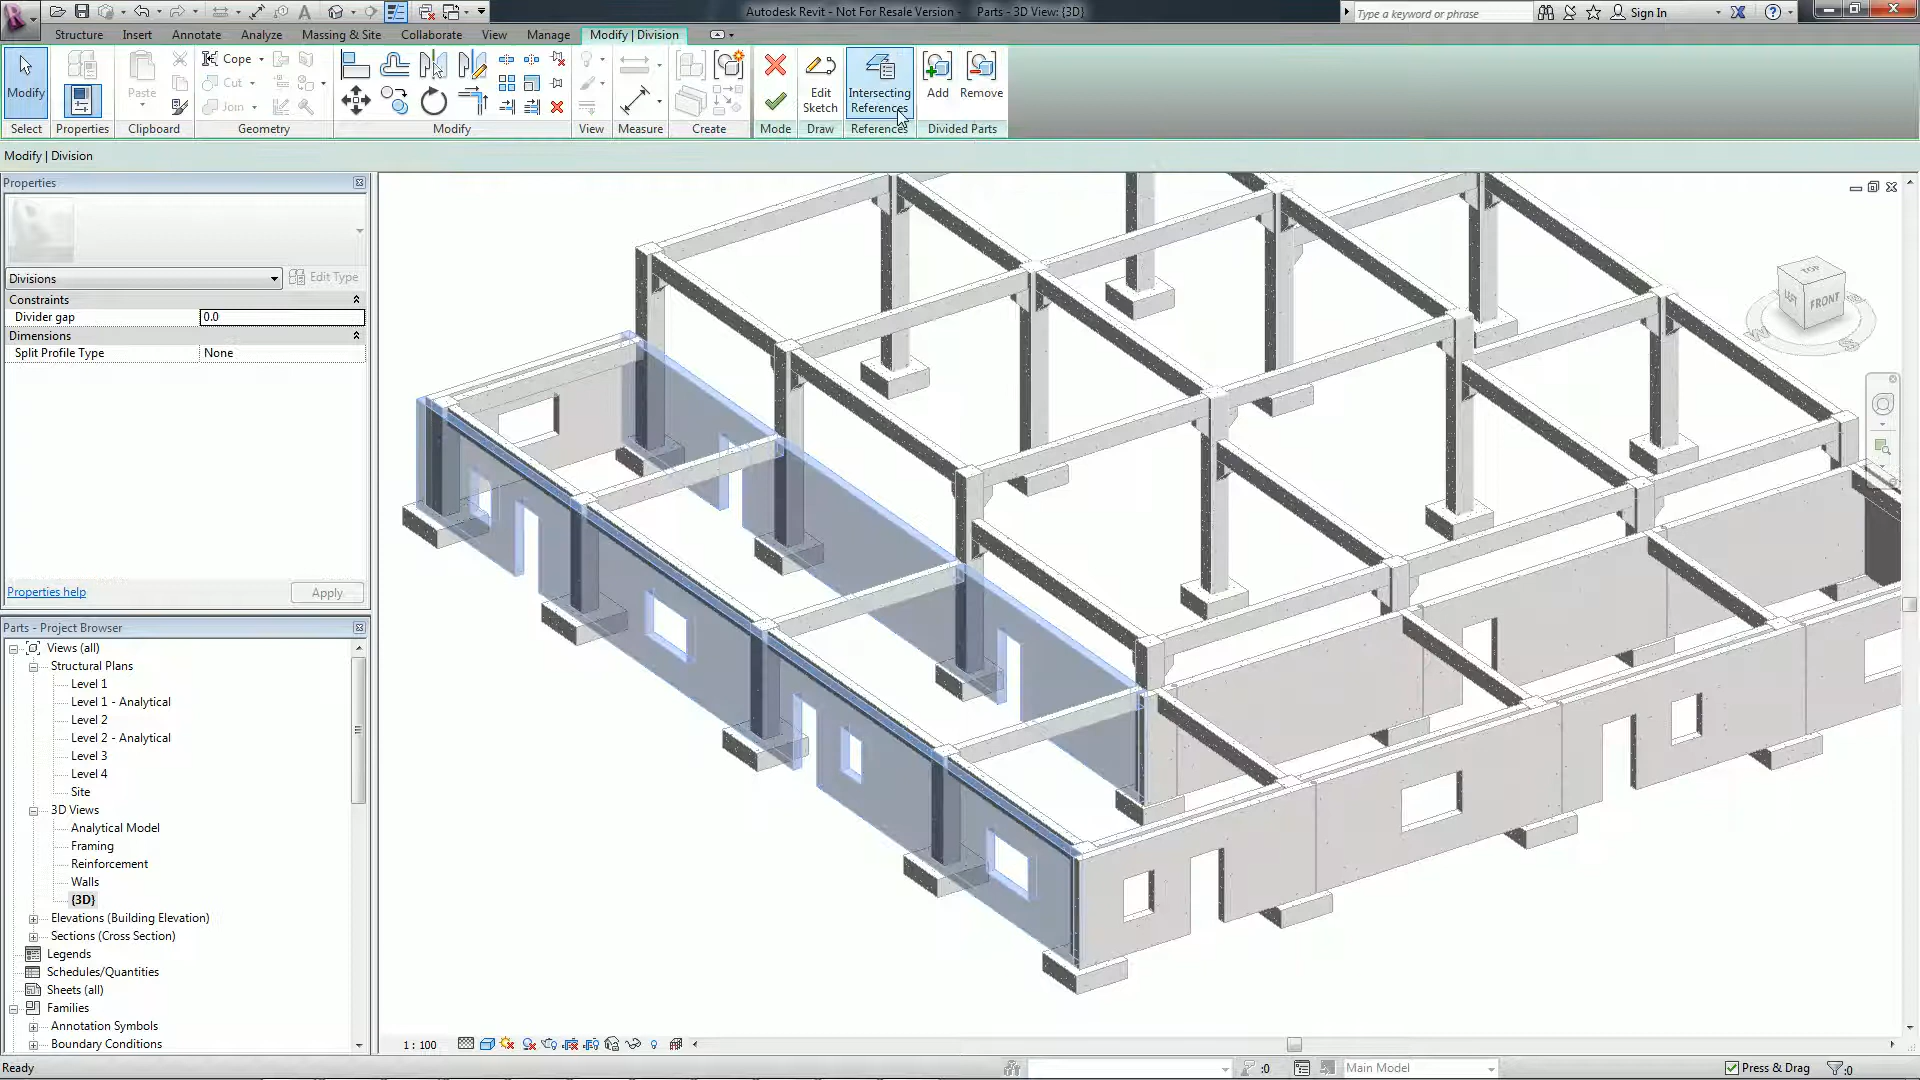 Autodesk Revit - Not For Resale Version - Parts - 3D View: {3D}
Type a keyword or phrase
Sign In
Structure Insert Annotate Analyze Massing & Site Collaborate View Manage Modify | Division
Modify
Paste
Cope
Cut
Join
Edit Sketch
Intersecting References
Add
Remove
Select Properties Clipboard Geometry Modify View Measure Create Mode Draw References Divided Parts
Modify | Division
Properties
Divisions
Edit Type
Constraints
Divider gap 0.0
Dimensions
Split Profile Type None
Properties help
Apply
Parts - Project Browser
Views (all)
Structural Plans
Level 1
Level 1 - Analytical
Level 2
Level 2 - Analytical
Level 3
Level 4
Site
3D Views
Analytical Model
Framing
Reinforcement
Walls
{3D}
Elevations (Building Elevation)
Sections (Cross Section)
Legends
Schedules/Quantities
Sheets (all)
Families
Annotation Symbols
Boundary Conditions
TOP
LEFT
FRONT
W
S
1 : 100
Ready
:0
Main Model
Press & Drag
:0